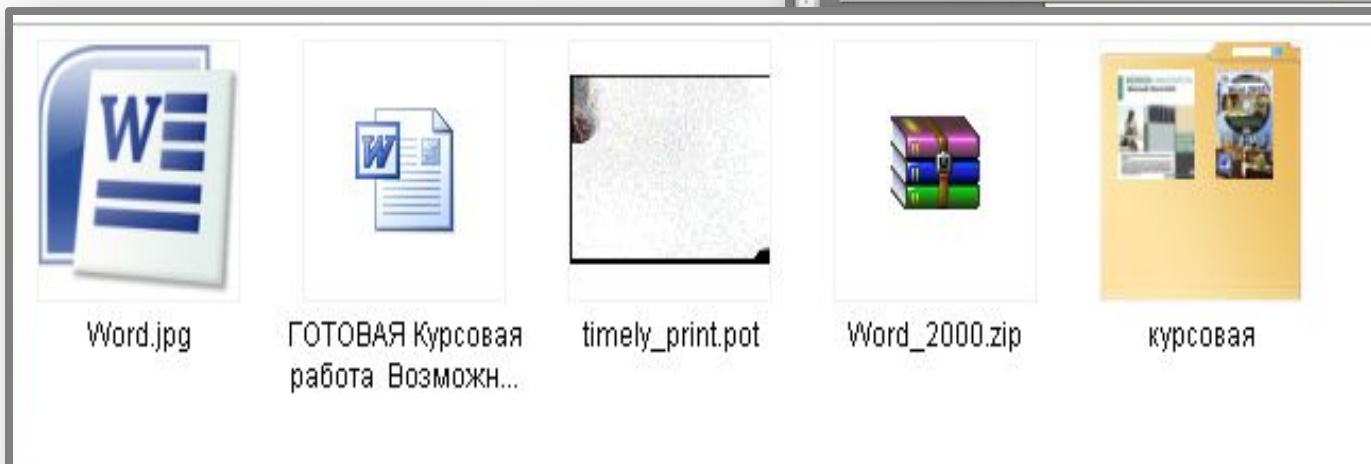 Word.jpg
ГОТОВАЯ Курсовая
работа Возможн...
timely_print.pot
Word_2000.zip
курсовая